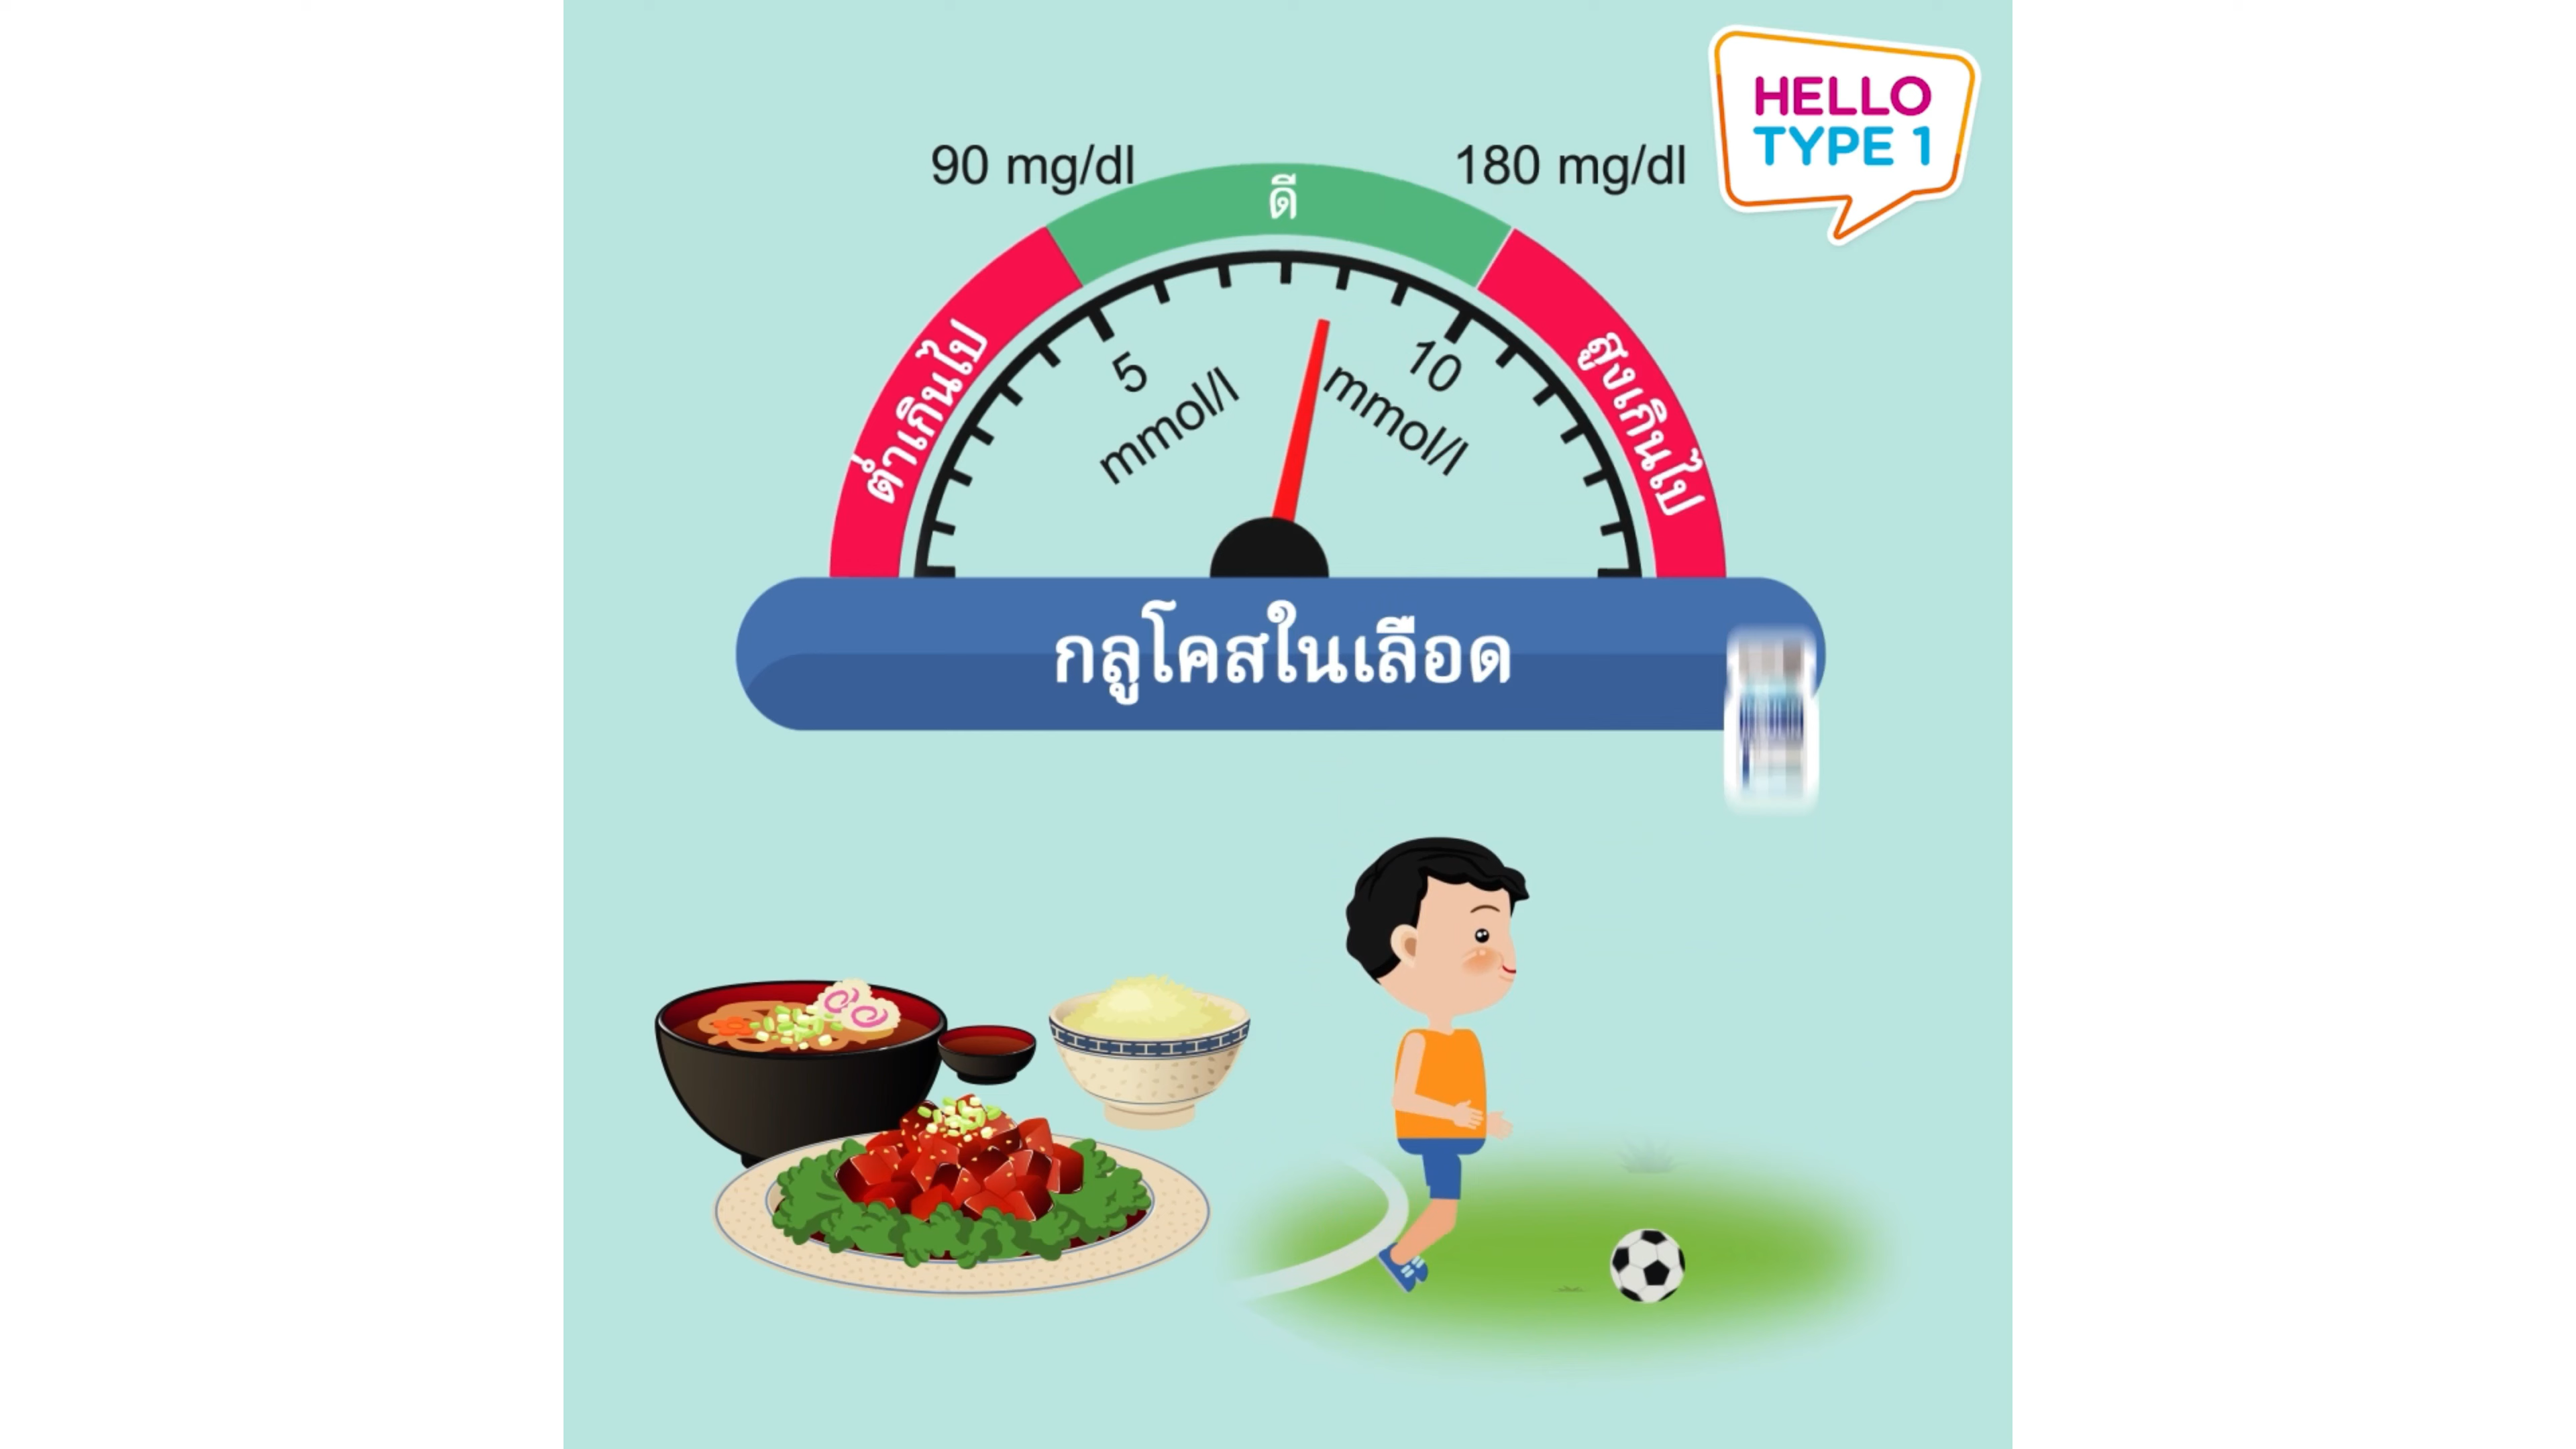 HELLO
TYPE 1
90 mg/dl
180 mg/dl
ดี
ต่ำเกินไป
สูงเกินไป
5
mmol/l
10
mmol/l
กลูโคสในเลือด